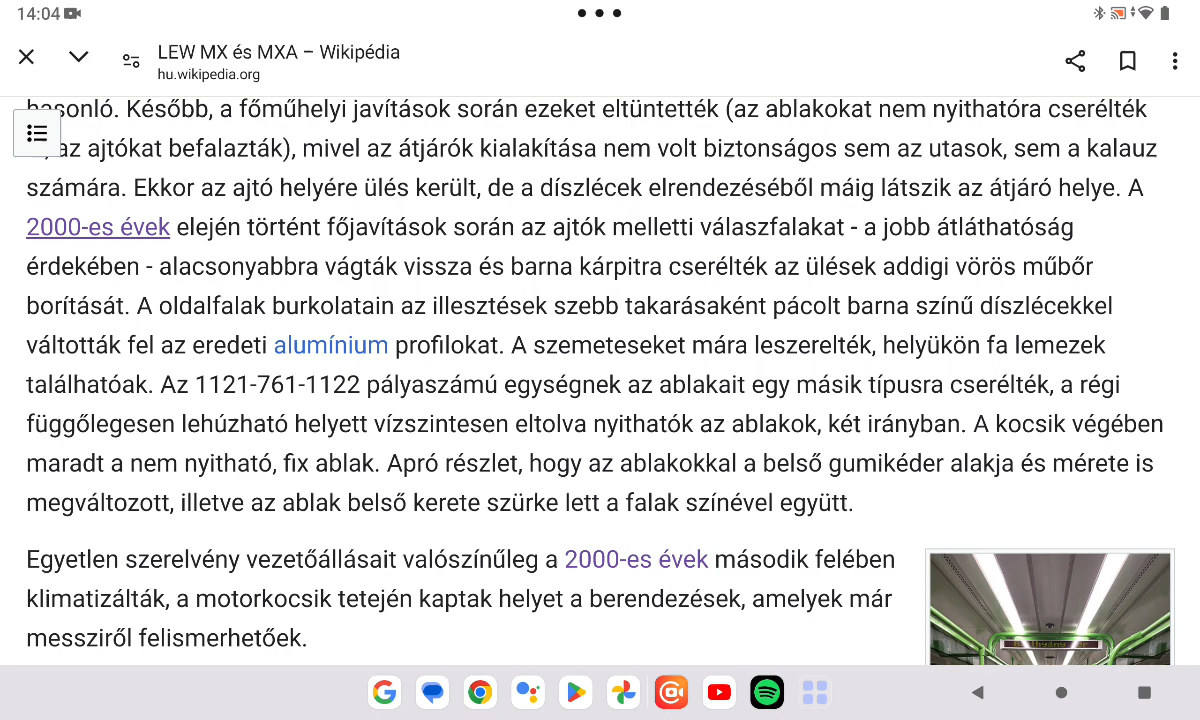 14:04
LEW MX és MXA – Wikipédia
hu.wikipedia.org
hasonló. Később, a főműhelyi javítások során ezeket eltüntették (az ablakokat nem nyithatóra cserélték
az ajtókat befalazták), mivel az átjárók kialakítása nem volt biztonságos sem az utasok, sem a kalauz
számára. Ekkor az ajtó helyére ülés került, de a díszlécek elrendezéséből máig látszik az átjáró helye. A
2000-es évek elején történt főjavítások során az ajtók melletti válaszfalakat - a jobb átláthatóság
érdekében - alacsonyabbra vágták vissza és barna kárpitra cserélték az ülések addigi vörös műbőr
borítását. A oldalfalak burkolatain az illesztések szebb takarásaként pácolt barna színű díszlécekkel
váltották fel az eredeti alumínium profilokat. A szemeteseket mára leszerelték, helyükön fa lemezek
találhatóak. Az 1121-761-1122 pályaszámú egységnek az ablakait egy másik típusra cserélték, a régi
függőlegesen lehúzható helyett vízszintesen eltolva nyithatók az ablakok, két irányban. A kocsik végében
maradt a nem nyitható, fix ablak. Apró részlet, hogy az ablakokkal a belső gumikéder alakja és mérete is
megváltozott, illetve az ablak belső kerete szürke lett a falak színével együtt.
Egyetlen szerelvény vezetőállásait valószínűleg a 2000-es évek második felében
klimatizálták, a motorkocsik tetején kaptak helyet a berendezések, amelyek már
messziről felismerhetőek.